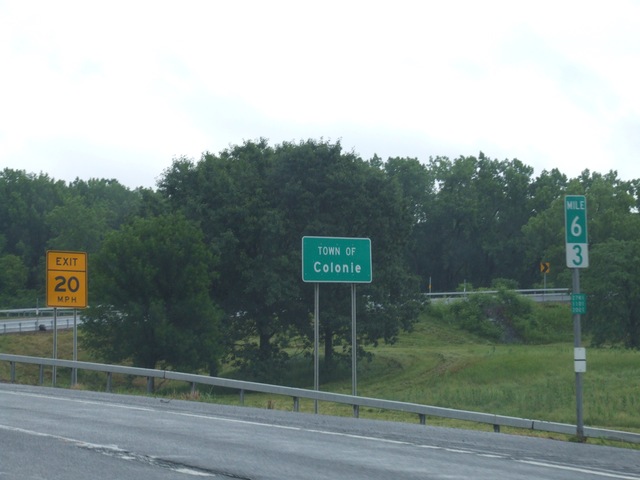 EXIT
20
M.P.H.
TOWN OF
Colonie
MILE
6
3